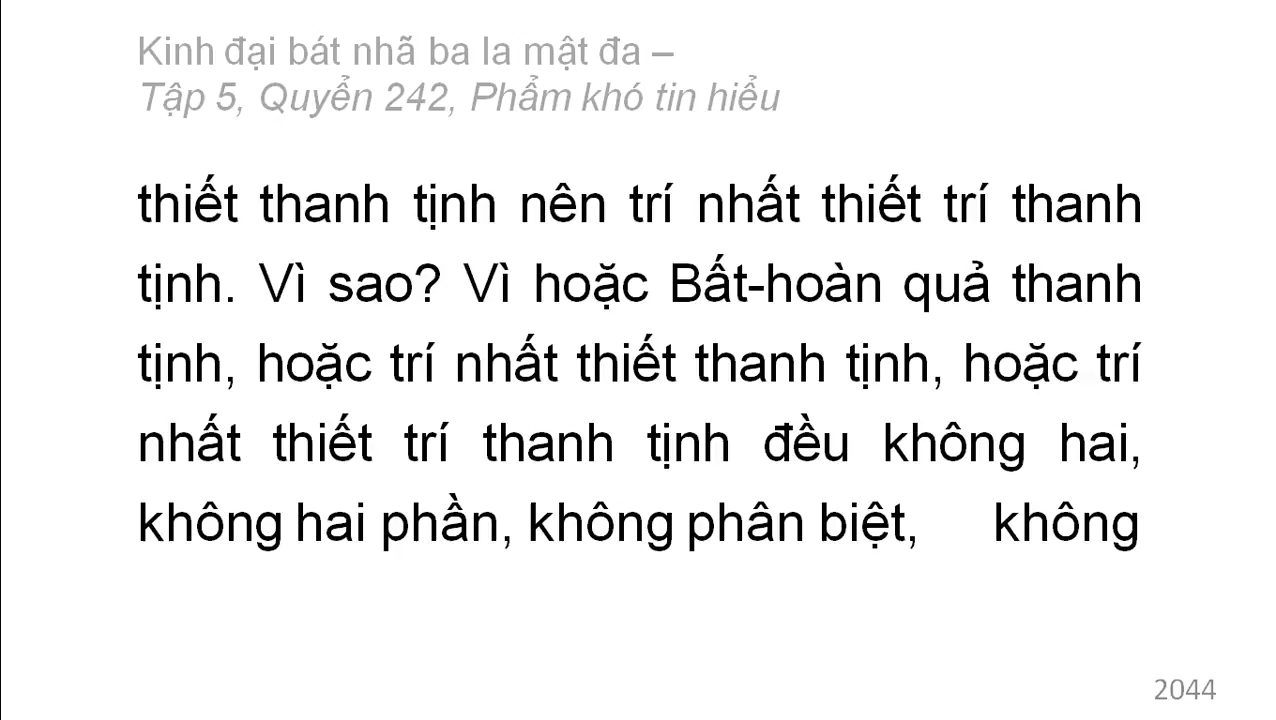 Kinh đại bát nhã ba la mật đa –
Tập 5, Quyển 242, Phẩm khó tin hiểu
thiết thanh tịnh nên trí nhất thiết trí thanh
tịnh. Vì sao? Vì hoặc Bất-hoàn quả thanh
tịnh, hoặc trí nhất thiết thanh tịnh, hoặc trí
nhất thiết trí thanh tịnh đều không hai,
không hai phần, không phân biệt, không
2044